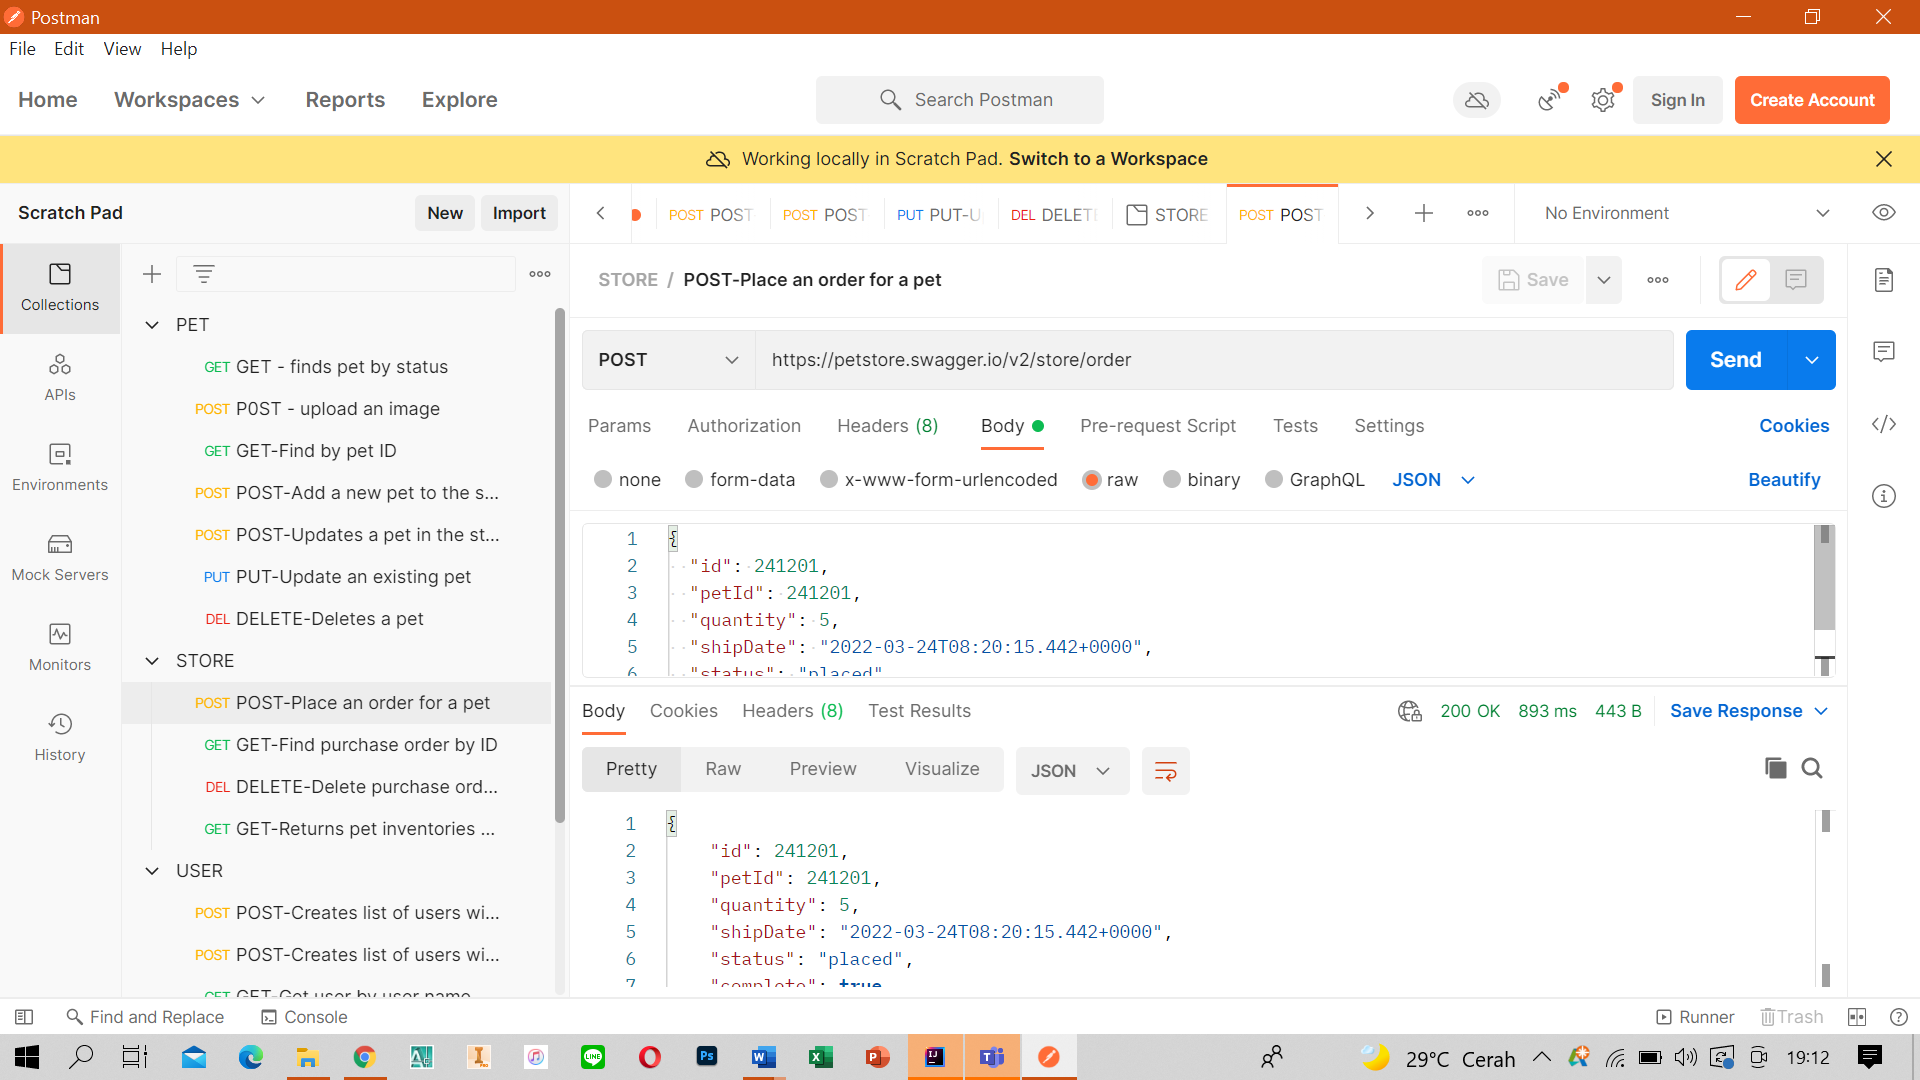 Postman
File Edit View Help
Home Workspaces Reports Explore Search Postman Sign In Create Account
Working locally in Scratch Pad. Switch to a Workspace
Scratch Pad New Import
POST POST POST POST PUT PUT-U DEL DELET STORE POST POST No Environment
Collections
APIs
Environments
Mock Servers
Monitors
History
PET
GET GET - finds pet by status
POST P0ST - upload an image
GET GET-Find by pet ID
POST POST-Add a new pet to the s...
POST POST-Updates a pet in the st...
PUT PUT-Update an existing pet
DEL DELETE-Deletes a pet
STORE
POST POST-Place an order for a pet
GET GET-Find purchase order by ID
DEL DELETE-Delete purchase ord...
GET GET-Returns pet inventories ...
USER
POST POST-Creates list of users wi...
POST POST-Creates list of users wi...
GET GET-Get user by user name
STORE / POST-Place an order for a pet Save
POST https://petstore.swagger.io/v2/store/order Send
Params Authorization Headers (8) Body Pre-request Script Tests Settings Cookies
none form-data x-www-form-urlencoded raw binary GraphQL JSON Beautify
1 {
2 "id": 241201,
3 "petId": 241201,
4 "quantity": 5,
5 "shipDate": "2022-03-24T08:20:15.442+0000",
6 "status": "placed"
Body Cookies Headers (8) Test Results 200 OK 893 ms 443 B Save Response
Pretty Raw Preview Visualize JSON
1 {
2 "id": 241201,
3 "petId": 241201,
4 "quantity": 5,
5 "shipDate": "2022-03-24T08:20:15.442+0000",
6 "status": "placed",
7 "complete": true
Find and Replace Console Runner Trash
29°C Cerah 19:12